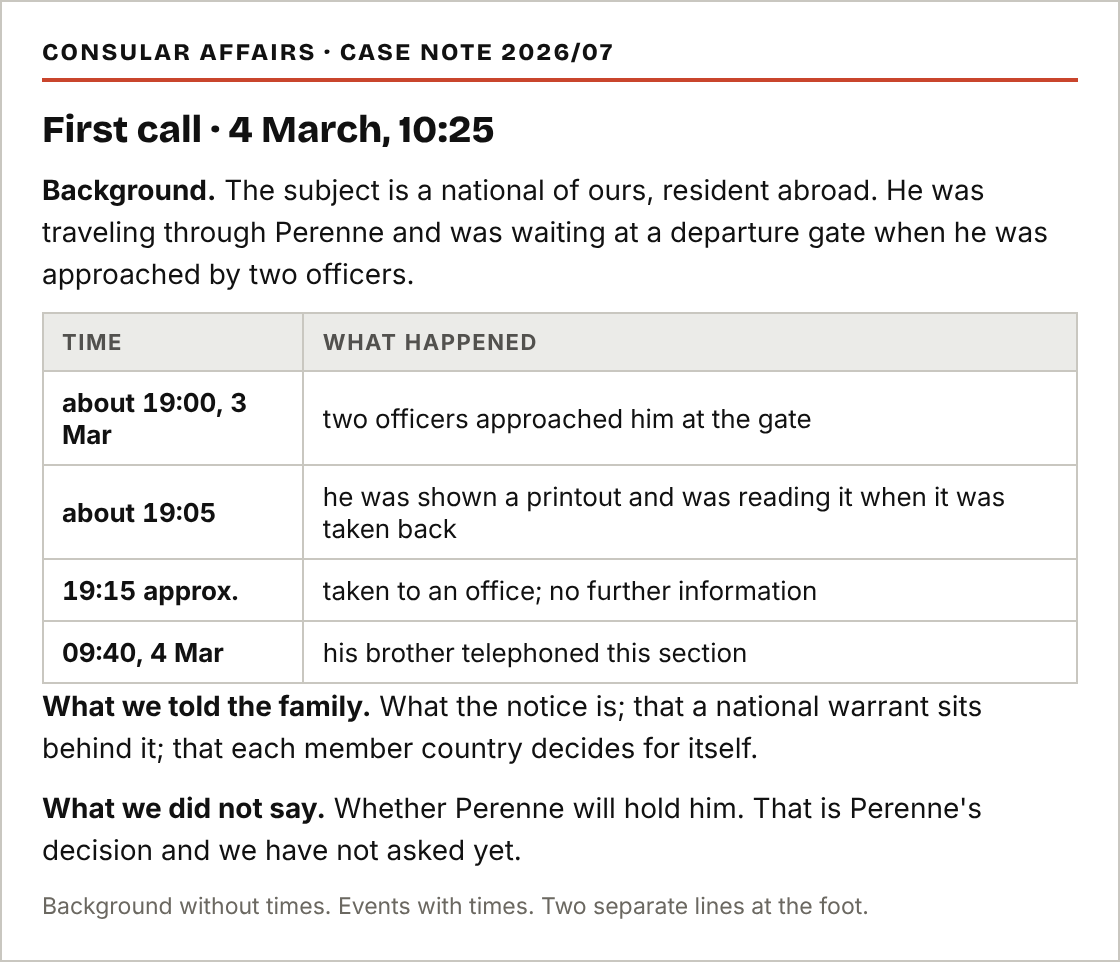 CONSULAR AFFAIRS · CASE NOTE 2026/07
First call · 4 March, 10:25
Background. The subject is a national of ours, resident abroad. He was
traveling through Perenne and was waiting at a departure gate when he was
approached by two officers.
TIME
WHAT HAPPENED
about 19:00, 3
Mar
two officers approached him at the gate
about 19:05
he was shown a printout and was reading it when it was
taken back
19:15 approx.
taken to an office; no further information
09:40, 4 Mar
his brother telephoned this section
What we told the family. What the notice is; that a national warrant sits
behind it; that each member country decides for itself.
What we did not say. Whether Perenne will hold him. That is Perenne's
decision and we have not asked yet.
Background without times. Events with times. Two separate lines at the foot.